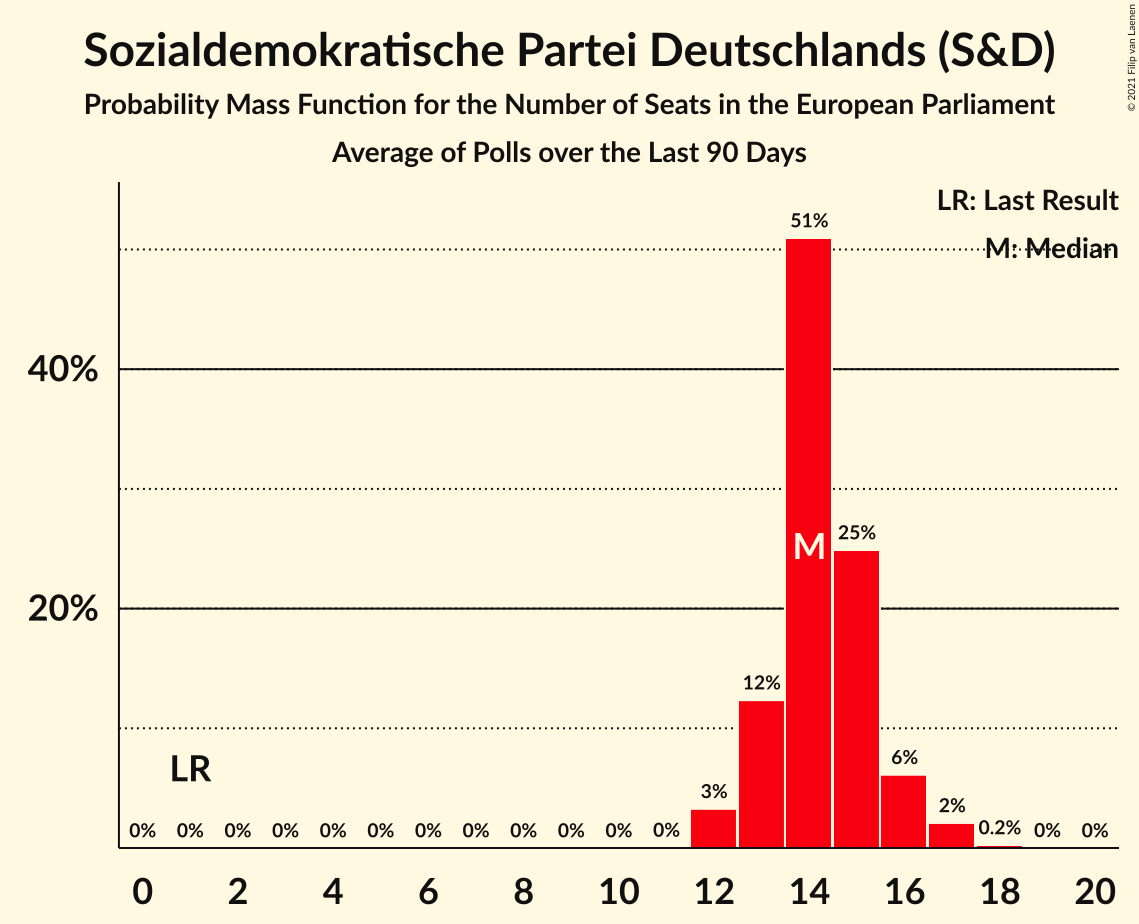 Sozialdemokratische Partei Deutschlands (S&D)
Probability Mass Function for the Number of Seats in the European Parliament
Average of Polls over the Last 90 Days
© 2021 Filip van Laenen
LR: Last Result
M: Median
51%
40%
M
25%
20%
12%
LR
6%
3%
2%
0% 0% 0% 0% 0% 0% 0% 0% 0% 0% 0% 0% 0.2% 0% 0%
0 2 4 6 8 10 12 14 16 18 20